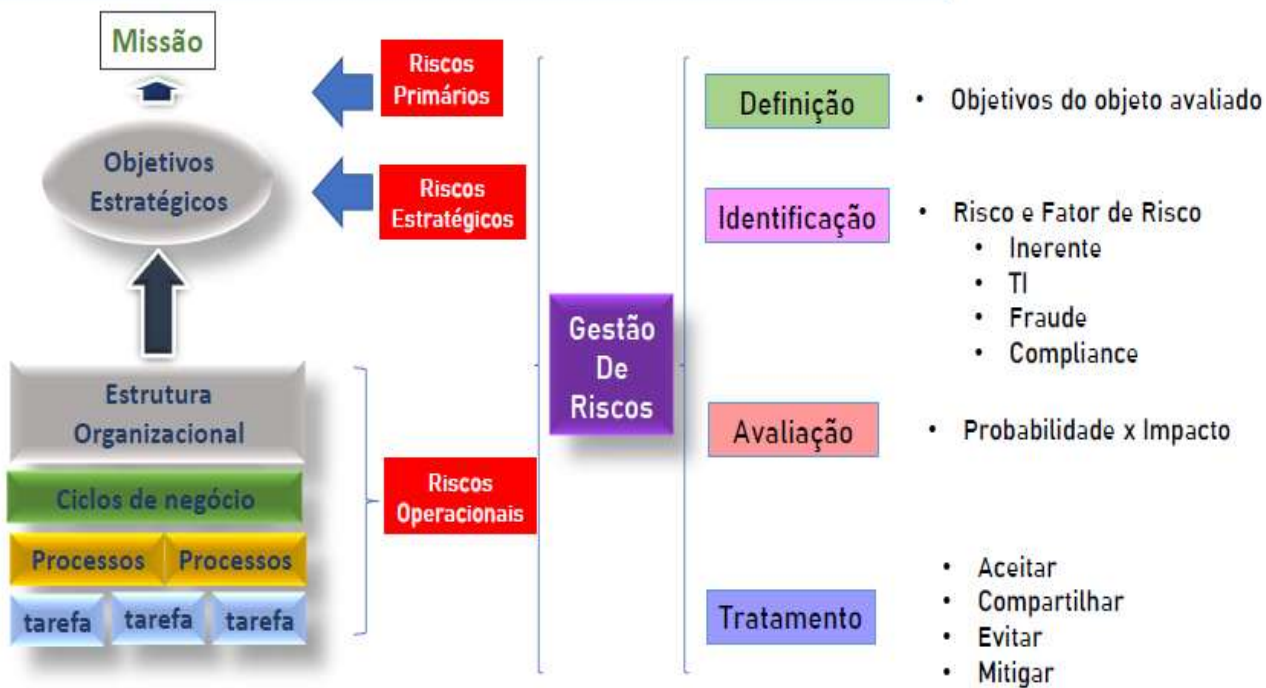 Missão
Objetivos
Estratégicos
Estrutura
Organizacional
Ciclos de negócio
Processos
Processos
tarefa
tarefa
tarefa
Riscos
Primários
Riscos
Estratégicos
Riscos
Operacionais
Gestão
De
Riscos
Definição
• Objetivos do objeto avaliado
Identificação
• Risco e Fator de Risco
• Inerente
• TI
• Fraude
• Compliance
Avaliação
• Probabilidade x Impacto
Tratamento
• Aceitar
• Compartilhar
• Evitar
• Mitigar